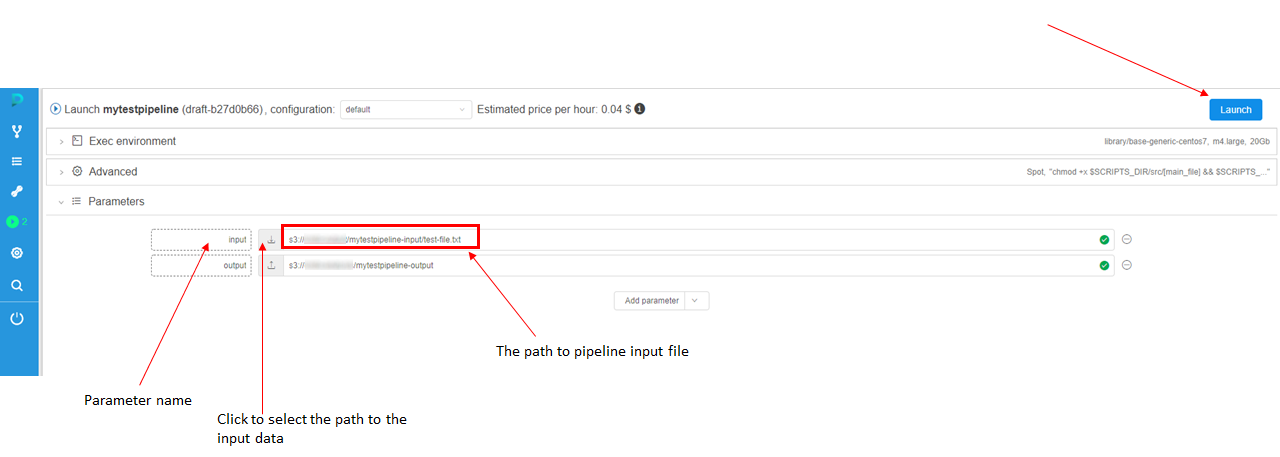 Launch mytestpipeline (draft-b27d0b66), configuration: default Estimated price per hour: 0.04 $ Launch
Exec environment library/base-generic-centos7, m4.large, 20Gb
Advanced Spot, "chmod +x $SCRIPTS_DIR/src/[main_file] && $SCRIPTS_..."
Parameters
2
input s3:// /mytestpipeline-input/test-file.txt
output s3:// /mytestpipeline-output
Add parameter
The path to pipeline input file
Parameter name
Click to select the path to the
input data